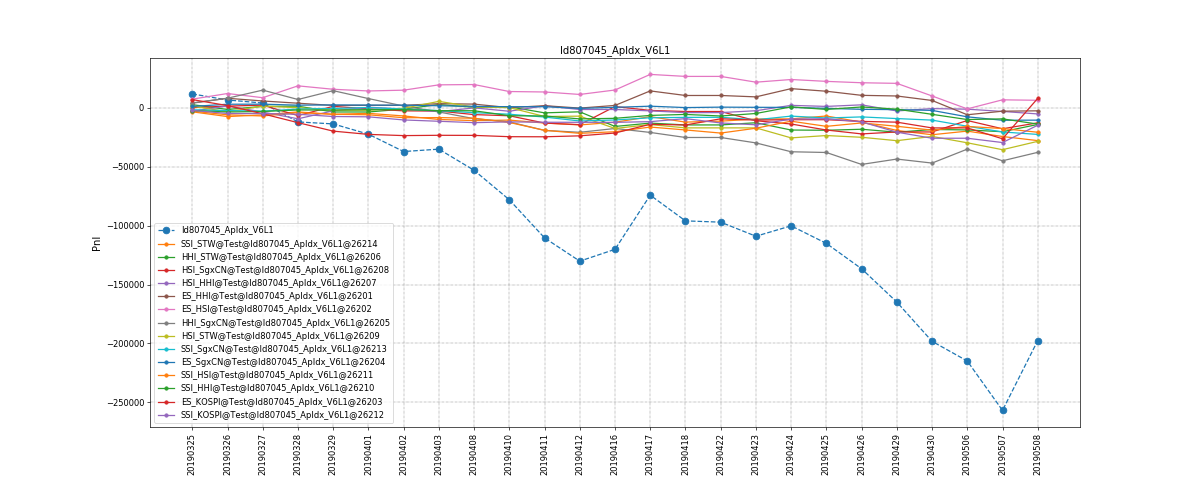 Id807045_ApIdx_V6L1
Pnl
0
−50000
−100000
−150000
−200000
−250000
Id807045_ApIdx_V6L1
SSI_STW@Test@Id807045_ApIdx_V6L1@26214
HHI_STW@Test@Id807045_ApIdx_V6L1@26206
HSI_SgxCN@Test@Id807045_ApIdx_V6L1@26208
HSI_HHI@Test@Id807045_ApIdx_V6L1@26207
ES_HHI@Test@Id807045_ApIdx_V6L1@26201
ES_HSI@Test@Id807045_ApIdx_V6L1@26202
HHI_SgxCN@Test@Id807045_ApIdx_V6L1@26205
HSI_STW@Test@Id807045_ApIdx_V6L1@26209
SSI_SgxCN@Test@Id807045_ApIdx_V6L1@26213
ES_SgxCN@Test@Id807045_ApIdx_V6L1@26204
SSI_HSI@Test@Id807045_ApIdx_V6L1@26211
SSI_HHI@Test@Id807045_ApIdx_V6L1@26210
ES_KOSPI@Test@Id807045_ApIdx_V6L1@26203
SSI_KOSPI@Test@Id807045_ApIdx_V6L1@26212
20190325
20190326
20190327
20190328
20190329
20190401
20190402
20190403
20190408
20190410
20190411
20190412
20190416
20190417
20190418
20190422
20190423
20190424
20190425
20190426
20190429
20190430
20190506
20190507
20190508